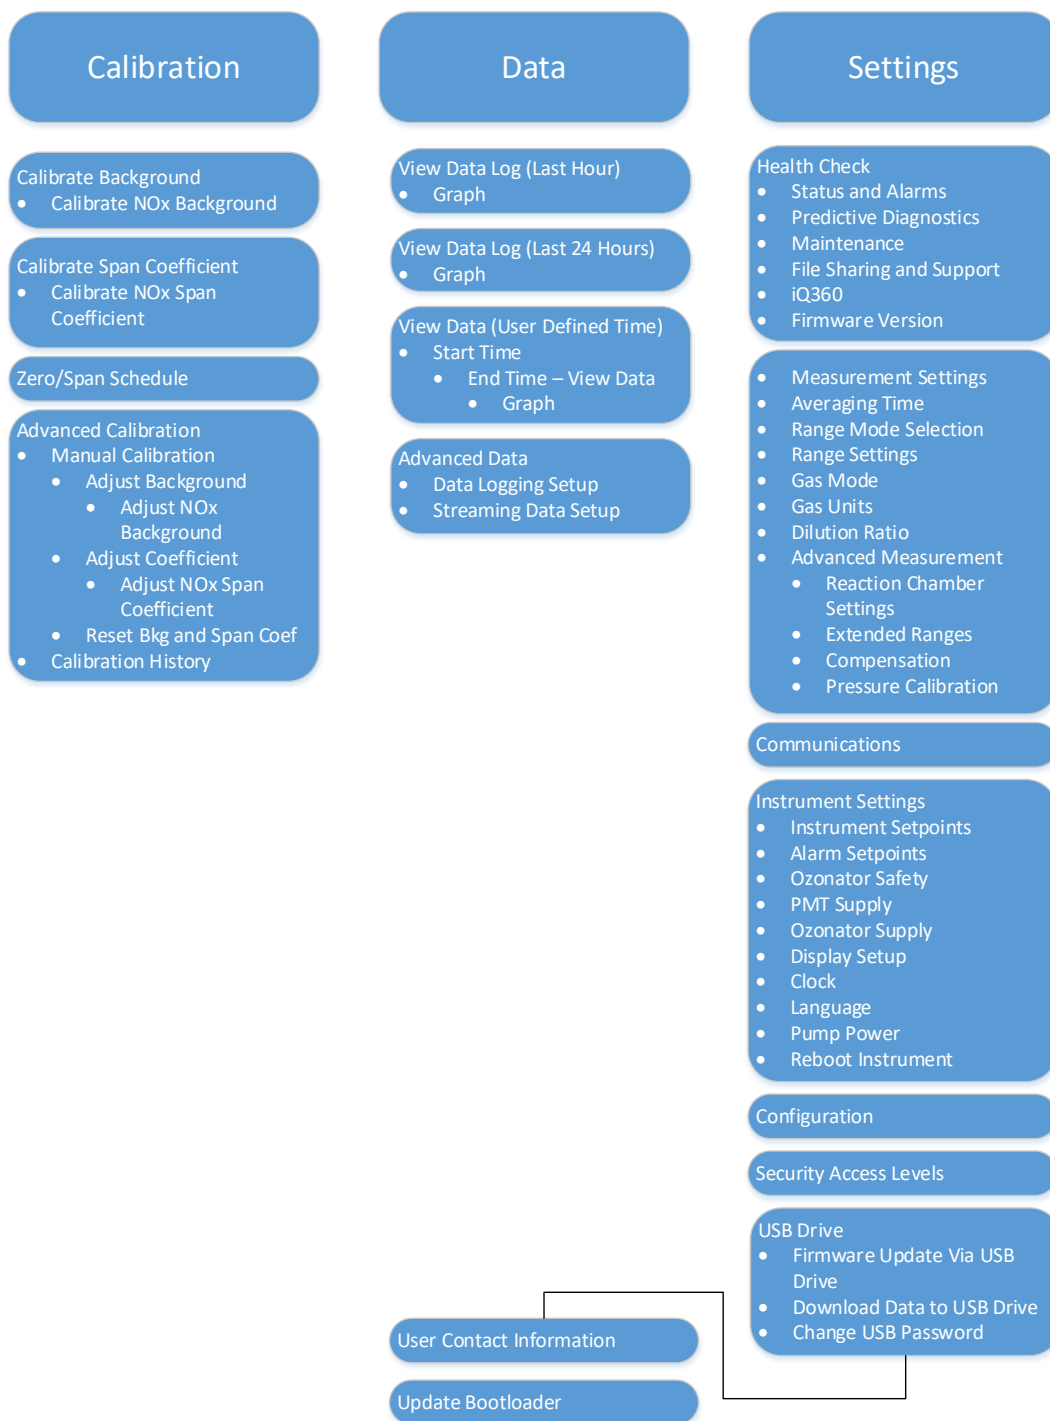 Calibration
Calibrate Background
• Calibrate NOx Background
Calibrate Span Coefficient
• Calibrate NOx Span
Coefficient
Zero/Span Schedule
Advanced Calibration
• Manual Calibration
• Adjust Background
• Adjust NOx
Background
• Adjust Coefficient
• Adjust NOx Span
Coefficient
• Reset Bkg and Span Coef
• Calibration History
Data
View Data Log (Last Hour)
• Graph
View Data Log (Last 24 Hours)
• Graph
View Data (User Defined Time)
• Start Time
• End Time – View Data
• Graph
Advanced Data
• Data Logging Setup
• Streaming Data Setup
Settings
Health Check
• Status and Alarms
• Predictive Diagnostics
• Maintenance
• File Sharing and Support
• iQ360
• Firmware Version
• Measurement Settings
• Averaging Time
• Range Mode Selection
• Range Settings
• Gas Mode
• Gas Units
• Dilution Ratio
• Advanced Measurement
• Reaction Chamber
Settings
• Extended Ranges
• Compensation
• Pressure Calibration
Communications
Instrument Settings
• Instrument Setpoints
• Alarm Setpoints
• Ozonator Safety
• PMT Supply
• Ozonator Supply
• Display Setup
• Clock
• Language
• Pump Power
• Reboot Instrument
Configuration
Security Access Levels
USB Drive
• Firmware Update Via USB
Drive
• Download Data to USB Drive
• Change USB Password
User Contact Information
Update Bootloader